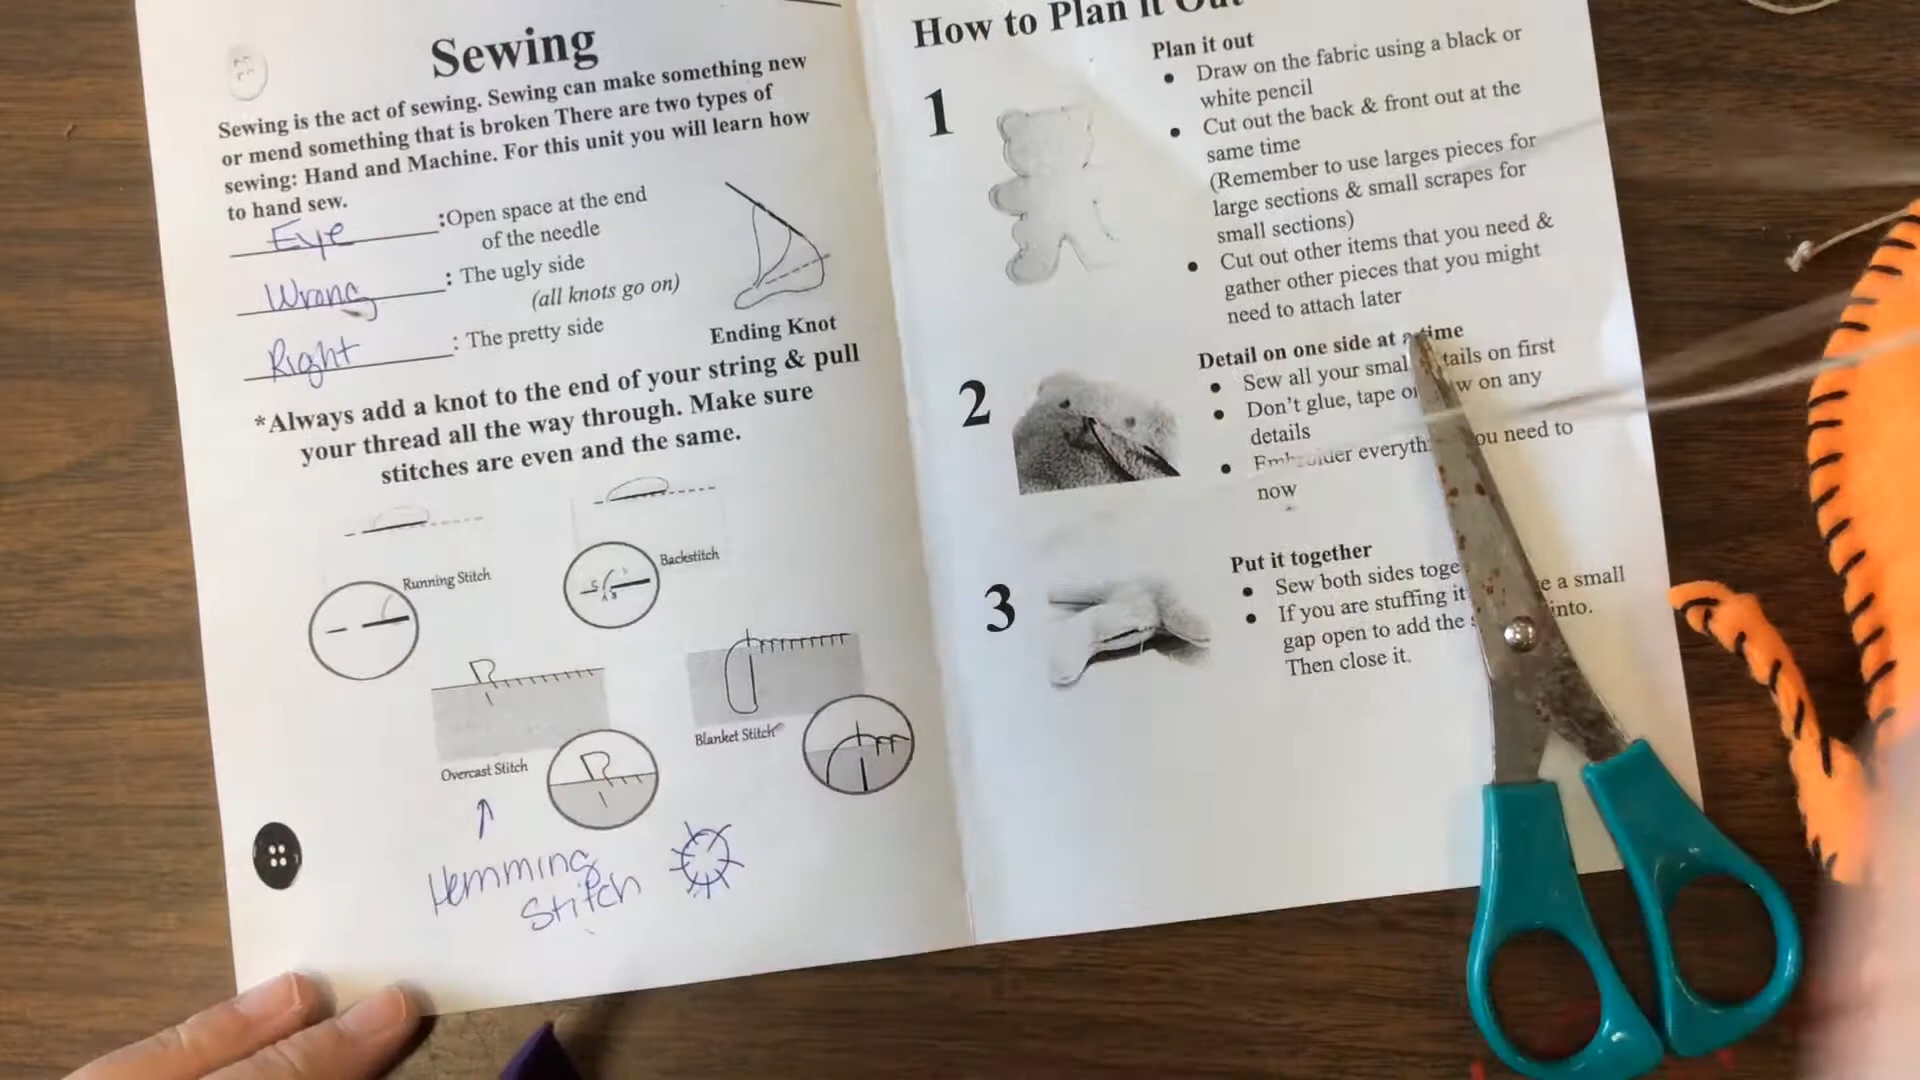 Sewing
Sewing is the act of sewing. Sewing can make something new
or mend something that is broken There are two types of
sewing: Hand and Machine. For this unit you will learn how
to hand sew.
Eye :Open space at the end
of the needle
Wrong : The ugly side
(all knots go on)
Right : The pretty side
Ending Knot
*Always add a knot to the end of your string & pull
your thread all the way through. Make sure
stitches are even and the same.
Running Stitch
Backstitch
Overcast Stitch
Blanket Stitch
Hemming
Stitch
How to Plan it Out
1
Plan it out
• Draw on the fabric using a black or
white pencil
• Cut out the back & front out at the
same time
(Remember to use larges pieces for
large sections & small scrapes for
small sections)
• Cut out other items that you need &
gather other pieces that you might
need to attach later
2
Detail on one side at a time
• Sew all your smal tails on first
• Don't glue, tape o w on any
details
• Embroider everyth ou need to
now
3
Put it together
• Sew both sides toge
• If you are stuffing it a small
gap open to add the into.
Then close it.